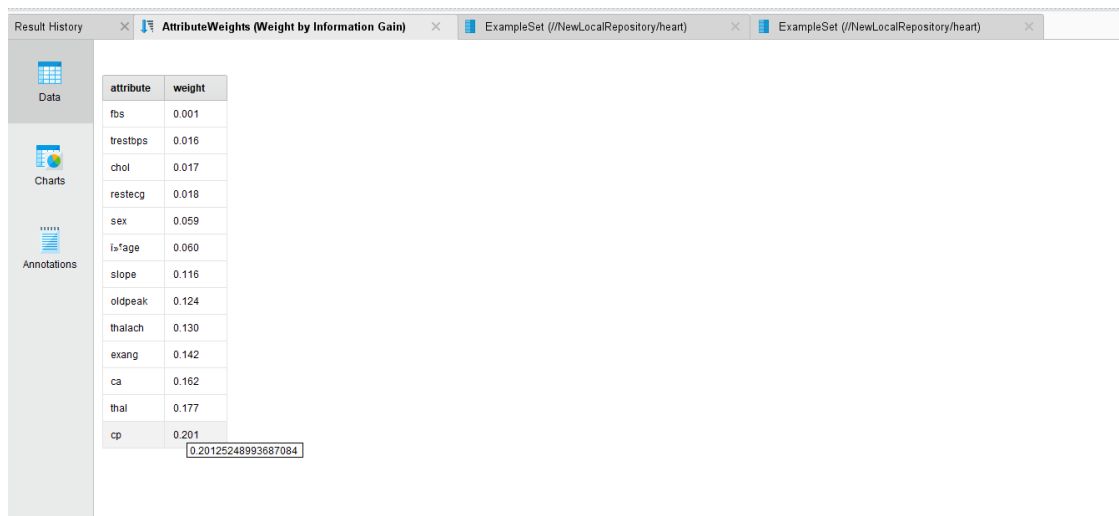 Result History
AttributeWeights (Weight by Information Gain)
ExampleSet (//NewLocalRepository/heart)
ExampleSet (//NewLocalRepository/heart)
Data
Charts
Annotations
attribute weight
fbs 0.001
trestbps 0.016
chol 0.017
restecg 0.018
sex 0.059
ï»¿age 0.060
slope 0.116
oldpeak 0.124
thalach 0.130
exang 0.142
ca 0.162
thal 0.177
cp 0.201
0.20125248993687084